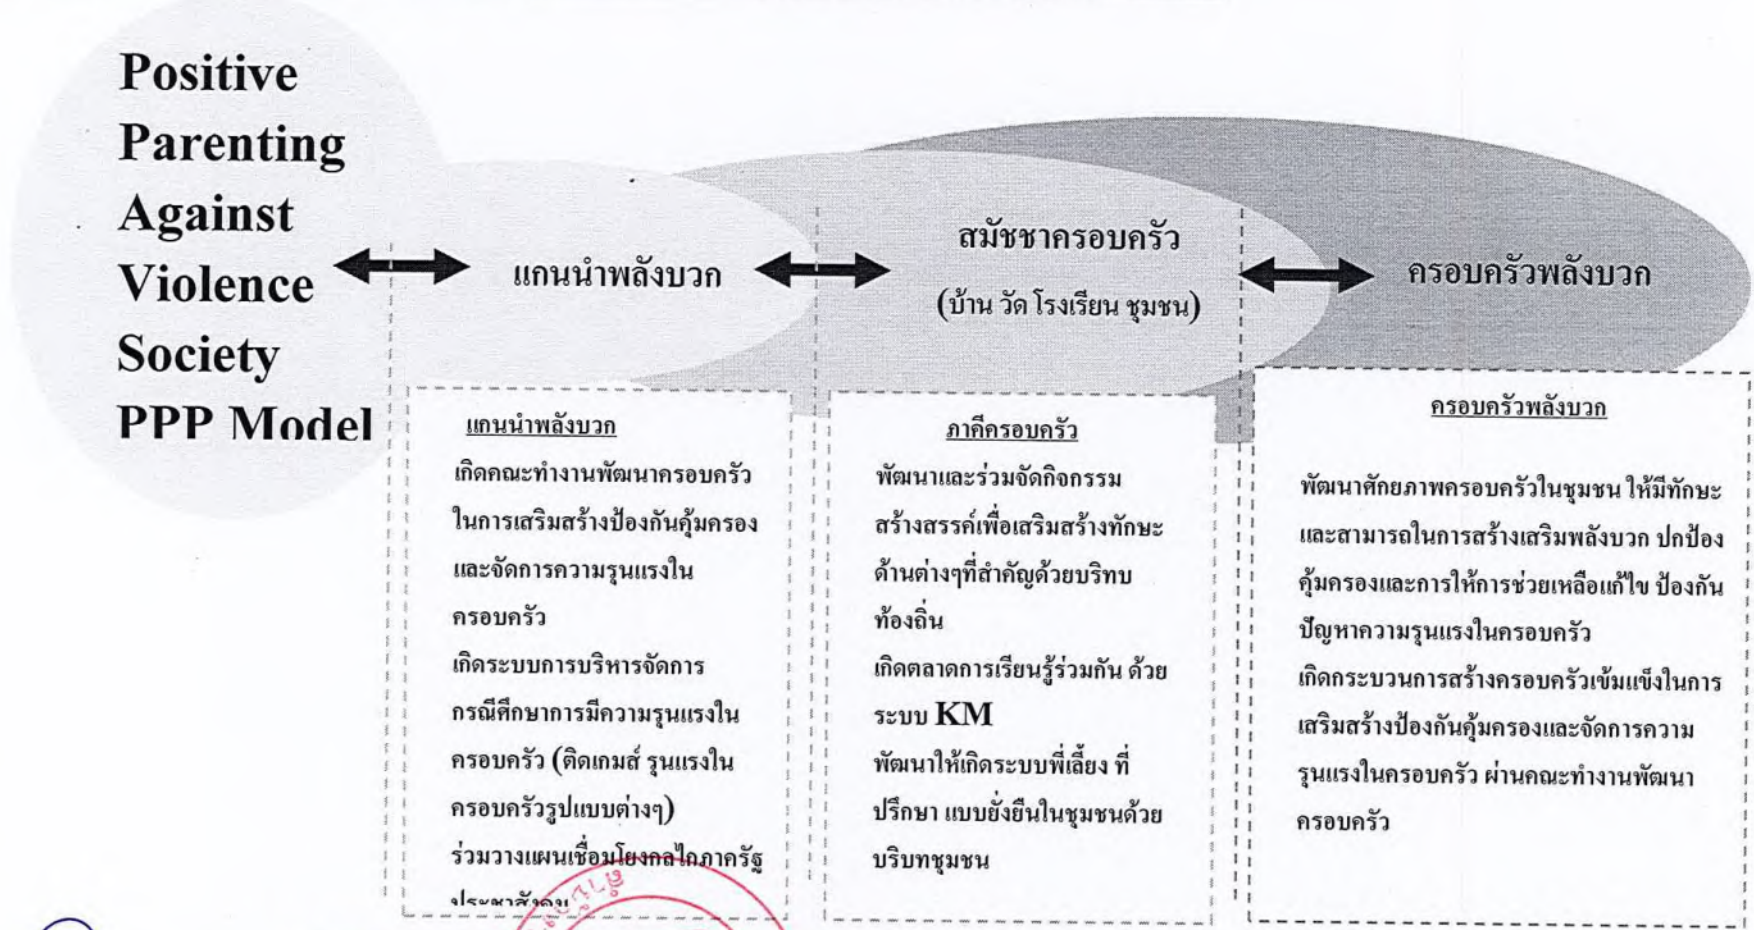 Positive
Parenting
Against
Violence
Society
PPP Model
แกนนำพลังบวก
สมัชชาครอบครัว
(บ้าน วัด โรงเรียน ชุมชน)
ครอบครัวพลังบวก
แกนนำพลังบวก
เกิดคณะทำงานพัฒนาครอบครัว
ในการเสริมสร้างป้องกันคุ้มครอง
และจัดการความรุนแรงใน
ครอบครัว
เกิดระบบการบริหารจัดการ
กรณีศึกษาการมีความรุนแรงใน
ครอบครัว (ติดเกมส์ รุนแรงใน
ครอบครัวรูปแบบต่างๆ)
ร่วมวางแผนเชื่อมโยงกลไกภาครัฐ
ประชาสังคม
ภาคีครอบครัว
พัฒนาและร่วมจัดกิจกรรม
สร้างสรรค์เพื่อเสริมสร้างทักษะ
ด้านต่างๆที่สำคัญด้วยบริทบ
ท้องถิ่น
เกิดตลาดการเรียนรู้ร่วมกัน ด้วย
ระบบ KM
พัฒนาให้เกิดระบบพี่เลี้ยง ที่
ปรึกษา แบบยั่งยืนในชุมชนด้วย
บริบทชุมชน
ครอบครัวพลังบวก
พัฒนาศักยภาพครอบครัวในชุมชน ให้มีทักษะ
และสามารถในการสร้างเสริมพลังบวก ปกป้อง
คุ้มครองและการให้การช่วยเหลือแก้ไข ป้องกัน
ปัญหาความรุนแรงในครอบครัว
เกิดกระบวนการสร้างครอบครัวเข้มแข็งในการ
เสริมสร้างป้องกันคุ้มครองและจัดการความ
รุนแรงในครอบครัว ผ่านคณะทำงานพัฒนา
ครอบครัว